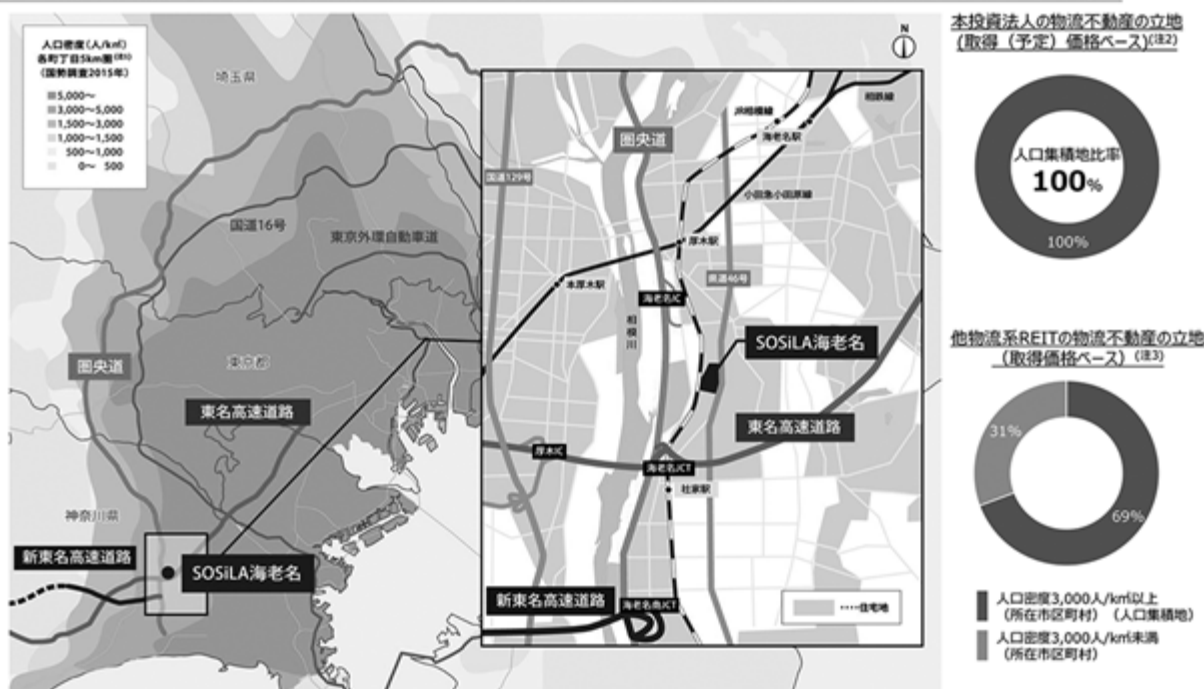 人口密度(人/k㎡)
各町丁目5km圏(注1)
(国勢調査2015年)
5,000～
3,000～5,000
1,500～3,000
1,000～1,500
500～1,000
0～ 500
埼玉県
国道16号
東京外環自動車道
圏央道
東京都
東名高速道路
神奈川県
新東名高速道路
SOSiLA海老名
N
圏央道
国道129号
JR相模線
相鉄線
海老名駅
小田急小田原線
厚木駅
本厚木駅
県道46号
海老名IC
相模川
SOSiLA海老名
東名高速道路
厚木IC
海老名JCT
社家駅
新東名高速道路
海老名南JCT
････住宅地
本投資法人の物流不動産の立地
(取得（予定）価格ベース)(注2)
人口集積地比率
100%
100%
他物流系REITの物流不動産の立地
（取得価格ベース）(注3)
31%
69%
人口密度3,000人/k㎡以上
（所在市区町村）（人口集積地）
人口密度3,000人/k㎡未満
（所在市区町村）